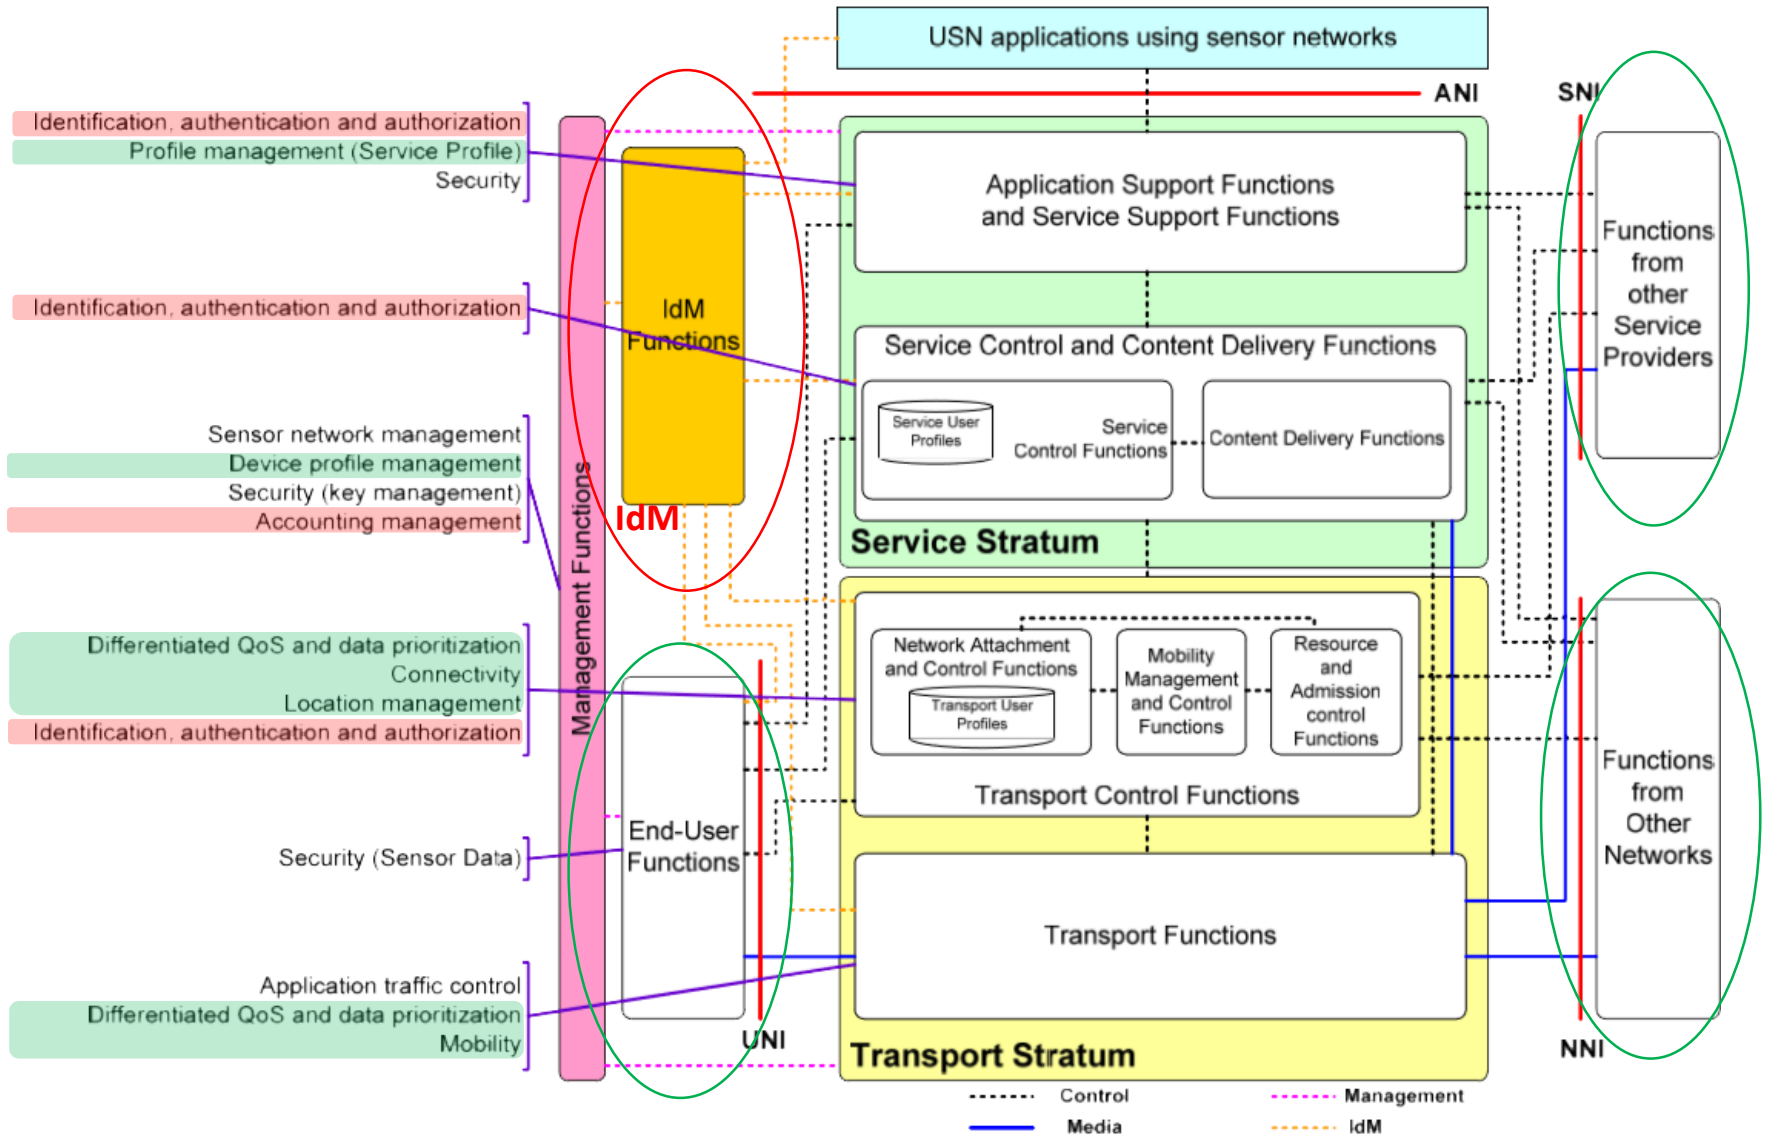 USN applications using sensor networks
ANI
SNI
Identification, authentication and authorization
Profile management (Service Profile)
Security
Identification, authentication and authorization
Sensor network management
Device profile management
Security (key management)
Accounting management
Differentiated QoS and data prioritization
Connectivity
Location management
Identification, authentication and authorization
Security (Sensor Data)
Application traffic control
Differentiated QoS and data prioritization
Mobility
Management Functions
IdM
Functions
IdM
End-User
Functions
UNI
Application Support Functions
and Service Support Functions
Service Control and Content Delivery Functions
Service User
Profiles
Service
Control Functions
Content Delivery Functions
Service Stratum
Network Attachment
and Control Functions
Transport User
Profiles
Mobility
Management
and Control
Functions
Resource
and
Admission
control
Functions
Transport Control Functions
Transport Functions
Transport Stratum
Functions
from
other
Service
Providers
Functions
from
Other
Networks
NNI
Control
Management
Media
IdM